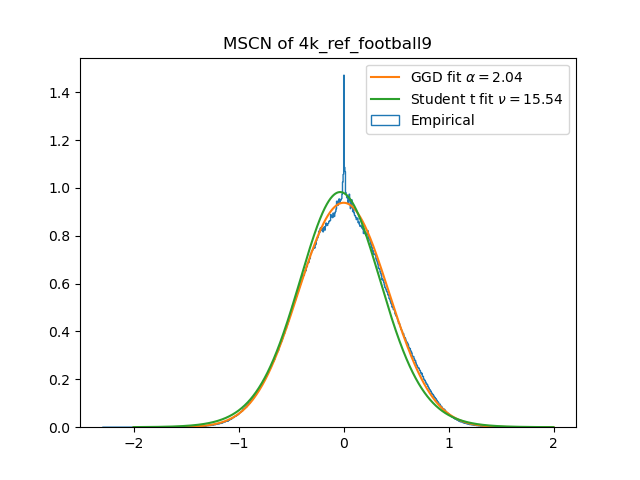 MSCN of 4k_ref_football9
GGD fit α = 2.04
Student t fit ν = 15.54
Empirical
1.4
1.2
1.0
0.8
0.6
0.4
0.2
0.0
−2 −1 0 1 2